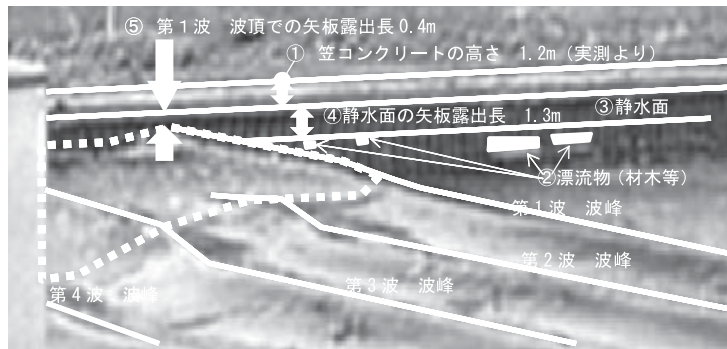 ⑤ 第1波 波頂での矢板露出長 0.4m
① 笠コンクリートの高さ 1.2m(実測より)
③静水面
④静水面の矢板露出長 1.3m
②漂流物(材木等)
第1波 波峰
第2波 波峰
第3波 波峰
第4波 波峰